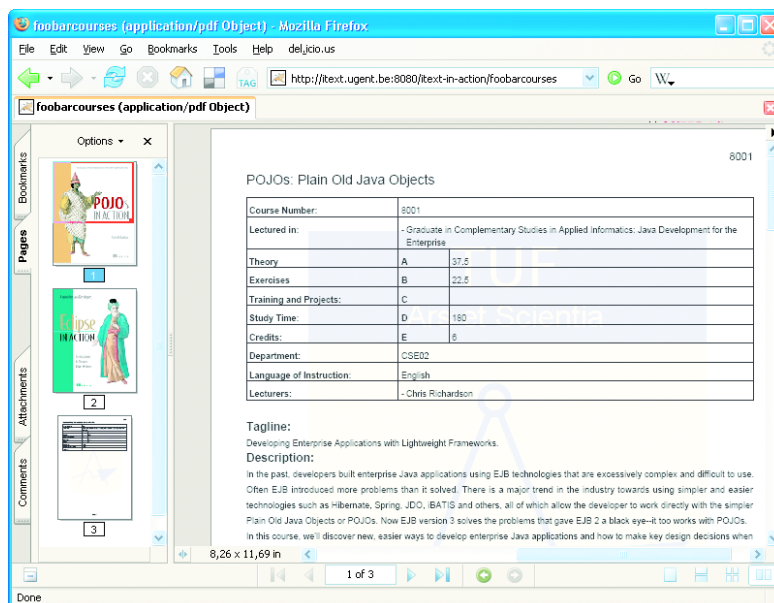 foobarcourses (application/pdf Object) - Mozilla Firefox
File Edit View Go Bookmarks Tools Help del.icio.us
TAG http://itext.ugent.be:8080/itext-in-action/foobarcourses Go W.
foobarcourses (application/pdf Object)
Options
Bookmarks
Pages
Attachments
Comments
POJOs
IN ACTION
1
Eclipse
IN ACTION
2
3
8001
POJOs: Plain Old Java Objects
Course Number: 8001
Lectured in: - Graduate in Complementary Studies in Applied Informatics: Java Development for the
Enterprise
Theory A 37.5
Exercises B 22.5
Training and Projects: C
Study Time: D 180
Credits: E 6
Department: CSE02
Language of Instruction: English
Lecturers: - Chris Richardson
TUF
Ars et Scientia
Tagline:
Developing Enterprise Applications with Lightweight Frameworks.
Description:
In the past, developers built enterprise Java applications using EJB technologies that are excessively complex and difficult to use.
Often EJB introduced more problems than it solved. There is a major trend in the industry towards using simpler and easier
technologies such as Hibernate, Spring, JDO, iBATIS and others, all of which allow the developer to work directly with the simpler
Plain Old Java Objects or POJOs. Now EJB version 3 solves the problems that gave EJB 2 a black eye--it too works with POJOs.
In this course, we'll discover new, easier ways to develop enterprise Java applications and how to make key design decisions when
8,26 x 11,69 in
1 of 3
Done